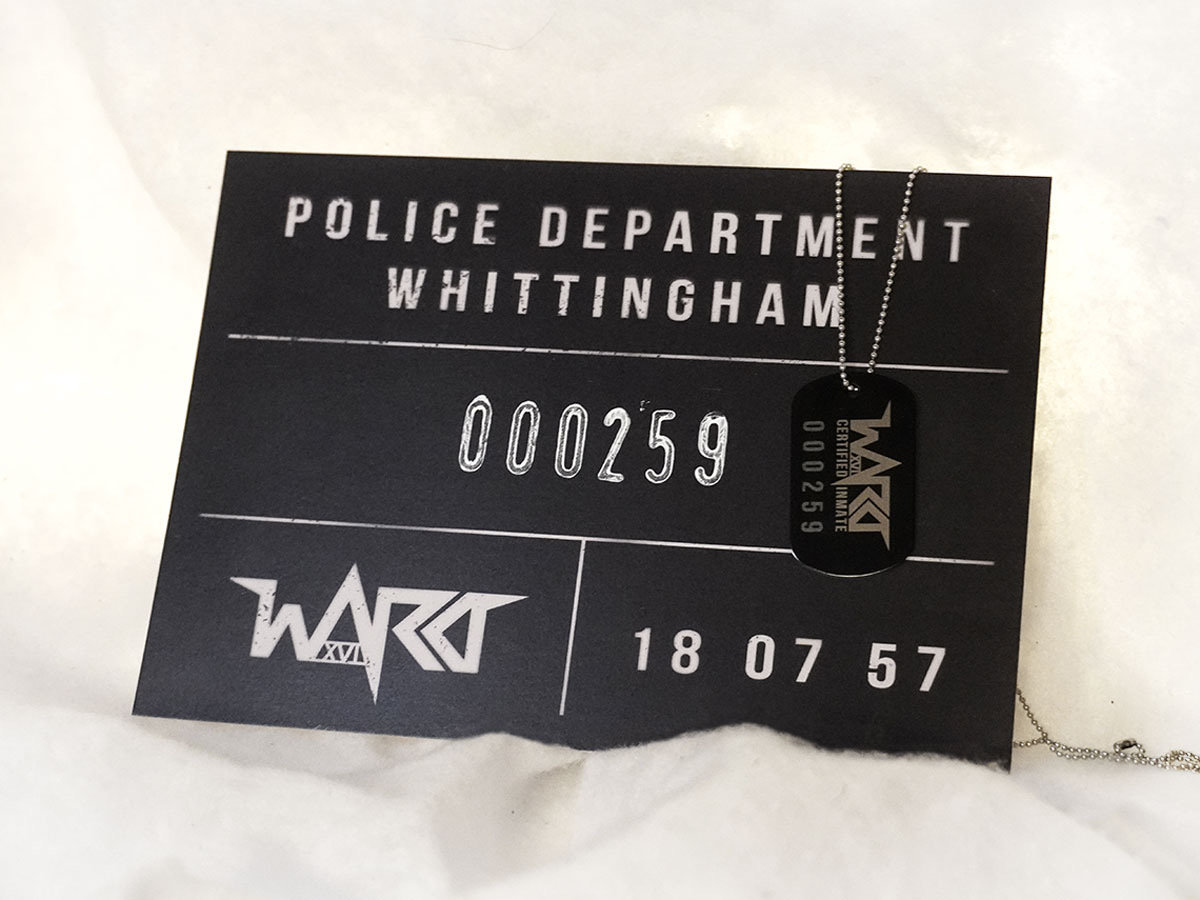 POLICE DEPARTMENT
WHITTINGHAM
000259
WARD
XVI
18 07 57
WARD
XVI
CERTIFIED INMATE
000259